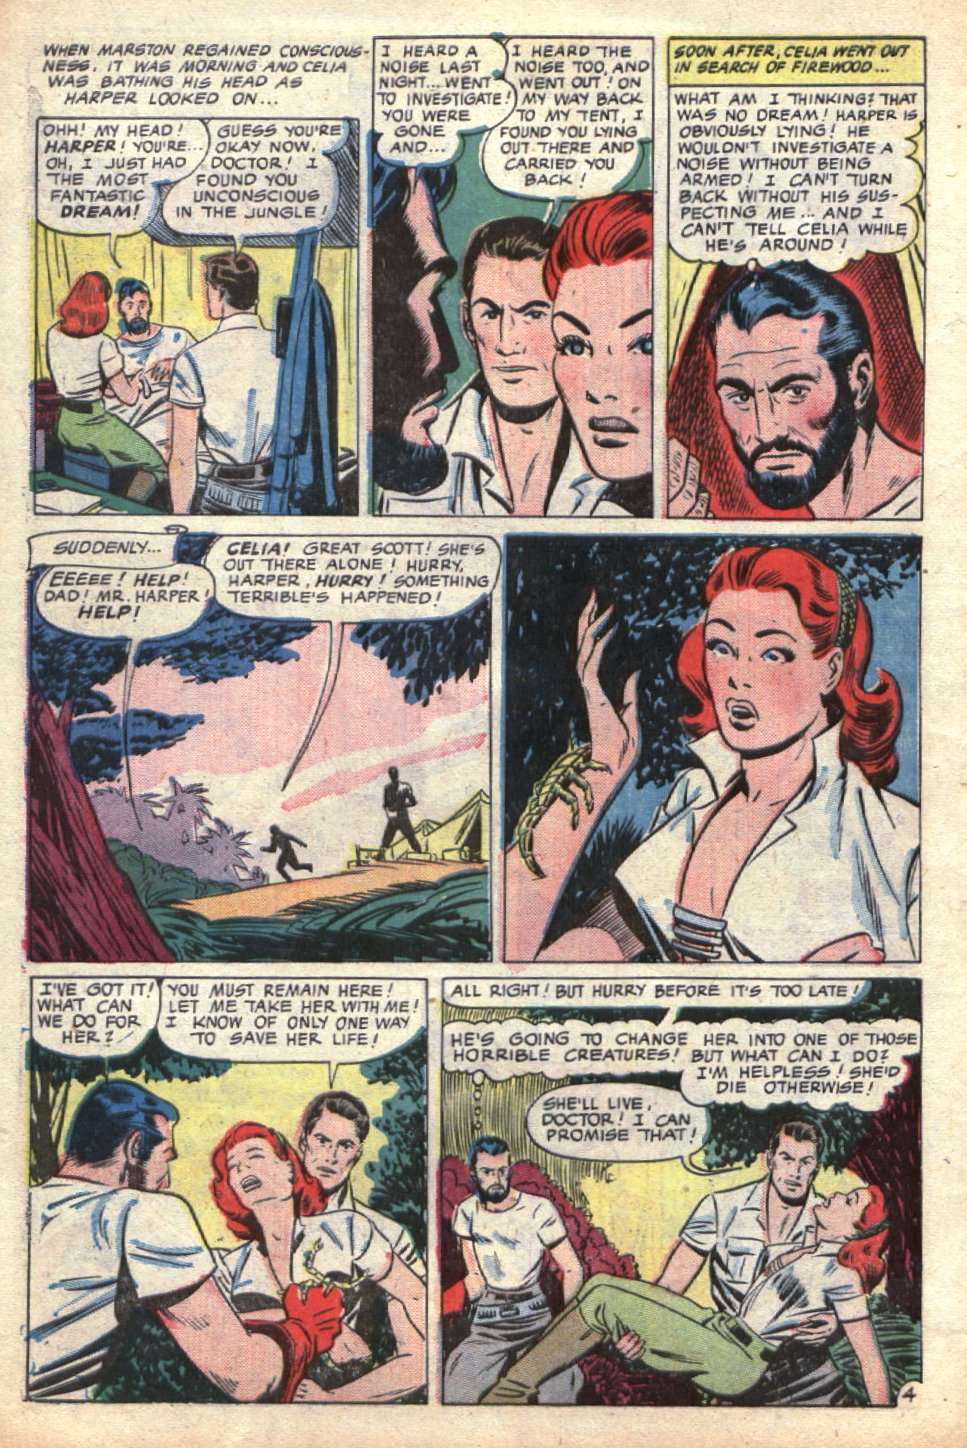 WHEN MARSTON REGAINED CONSCIOUS-
NESS, IT WAS MORNING AND CELIA
WAS BATHING HIS HEAD AS
HARPER LOOKED ON...
OHH! MY HEAD!
HARPER! YOU'RE...
OH, I JUST HAD
THE MOST
FANTASTIC
DREAM!
GUESS YOU'RE
OKAY NOW,
DOCTOR! I
FOUND YOU
UNCONSCIOUS
IN THE JUNGLE!
I HEARD A
NOISE LAST
NIGHT... WENT
TO INVESTIGATE!
YOU WERE
GONE
AND...
I HEARD THE
NOISE TOO, AND
WENT OUT! ON
MY WAY BACK
TO MY TENT, I
FOUND YOU LYING
OUT THERE AND
CARRIED YOU
BACK!
SOON AFTER, CELIA WENT OUT
IN SEARCH OF FIREWOOD...
WHAT AM I THINKING? THAT
WAS NO DREAM! HARPER IS
OBVIOUSLY LYING! HE
WOULDN'T INVESTIGATE A
NOISE WITHOUT BEING
ARMED! I CAN'T TURN
BACK WITHOUT HIS SUS-
PECTING ME... AND I
CAN'T TELL CELIA WHILE
HE'S AROUND!
SUDDENLY...
EEEEE! HELP!
DAD! MR. HARPER!
HELP!
CELIA! GREAT SCOTT! SHE'S
OUT THERE ALONE! HURRY,
HARPER, HURRY! SOMETHING
TERRIBLE'S HAPPENED!
I'VE GOT IT!
WHAT CAN
WE DO FOR
HER?
YOU MUST REMAIN HERE!
LET ME TAKE HER WITH ME!
I KNOW OF ONLY ONE WAY
TO SAVE HER LIFE!
ALL RIGHT! BUT HURRY BEFORE IT'S TOO LATE!
HE'S GOING TO CHANGE HER INTO ONE OF THOSE
HORRIBLE CREATURES! BUT WHAT CAN I DO?
I'M HELPLESS! SHE'D
DIE OTHERWISE!
SHE'LL LIVE,
DOCTOR! I CAN
PROMISE THAT!
4